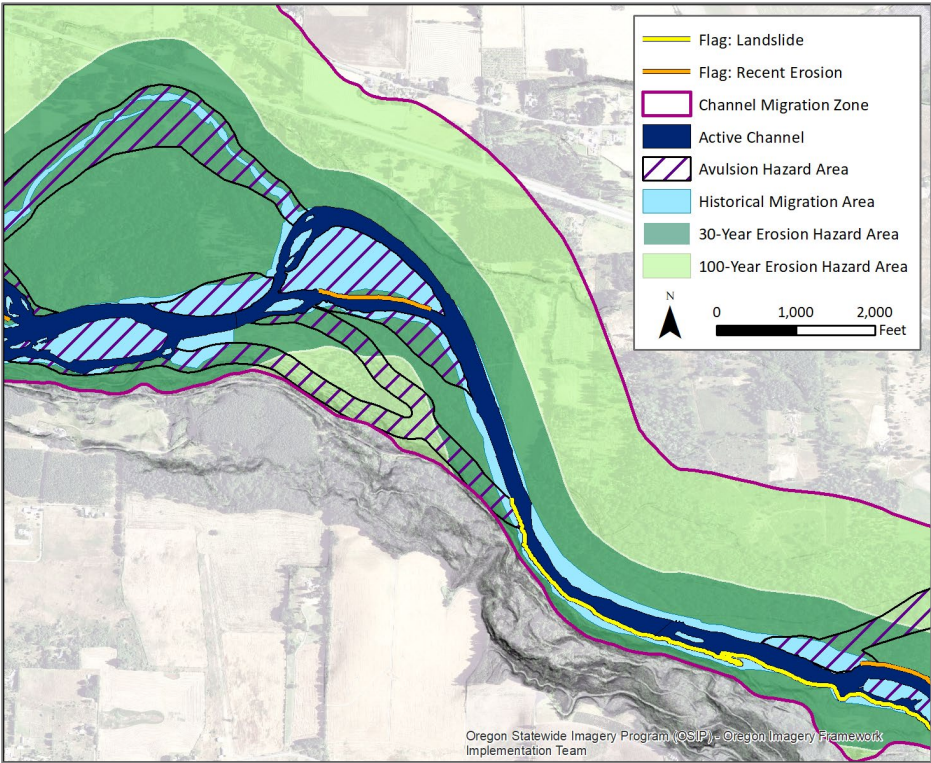 Flag: Landslide
Flag: Recent Erosion
Channel Migration Zone
Active Channel
Avulsion Hazard Area
Historical Migration Area
30-Year Erosion Hazard Area
100-Year Erosion Hazard Area
N
0 1,000 2,000
Feet
Oregon Statewide Imagery Program (OSIP) - Oregon Imagery Framework
Implementation Team